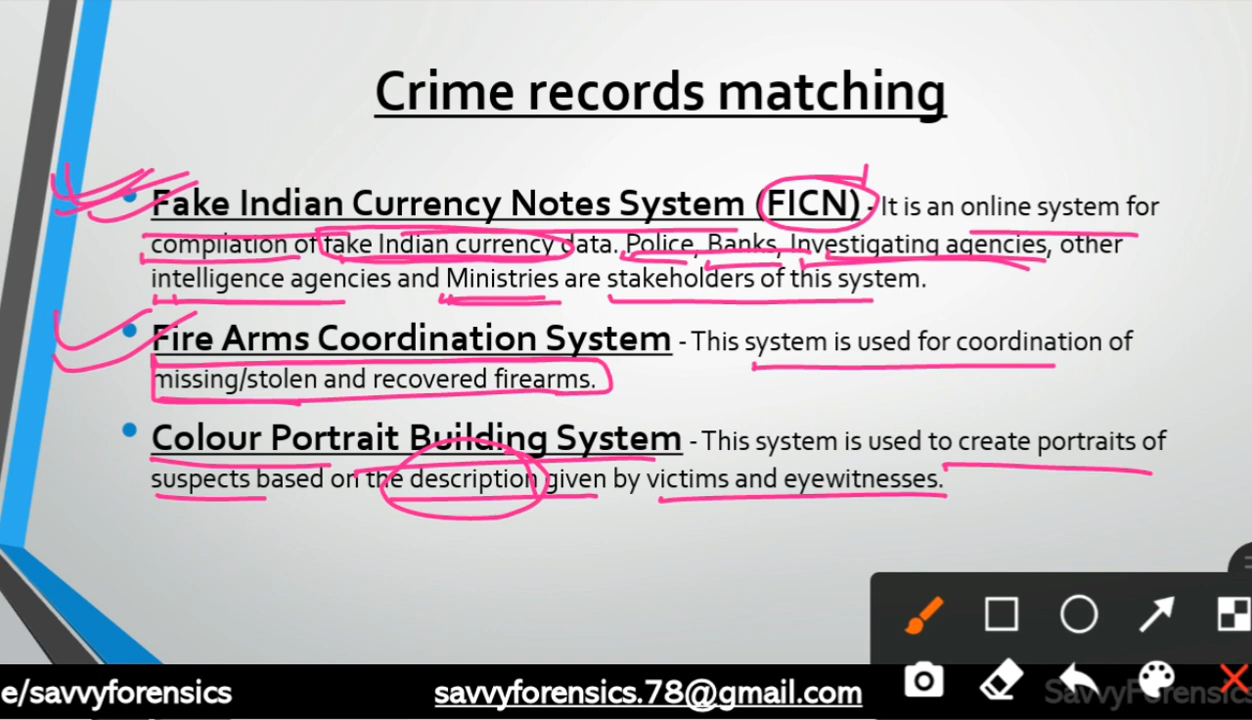 Crime records matching
• Fake Indian Currency Notes System (FICN) - It is an online system for
compilation of fake Indian currency data. Police, Banks, Investigating agencies, other
intelligence agencies and Ministries are stakeholders of this system.
• Fire Arms Coordination System - This system is used for coordination of
missing/stolen and recovered firearms.
• Colour Portrait Building System - This system is used to create portraits of
suspects based on the description given by victims and eyewitnesses.
e/savvyforensics savvyforensics.78@gmail.com SavvyForensic